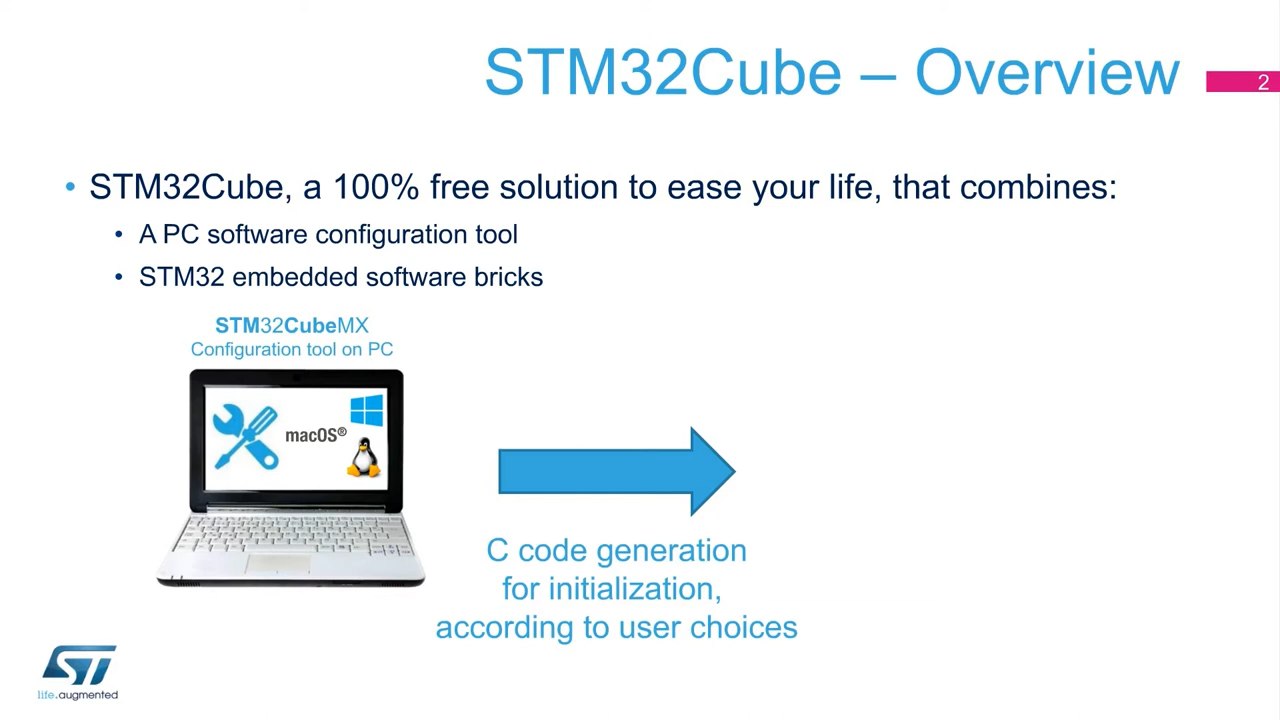 STM32Cube – Overview
2
• STM32Cube, a 100% free solution to ease your life, that combines:
• A PC software configuration tool
• STM32 embedded software bricks
STM32CubeMX
Configuration tool on PC
macOS®
C code generation
for initialization,
according to user choices
ST
life.augmented